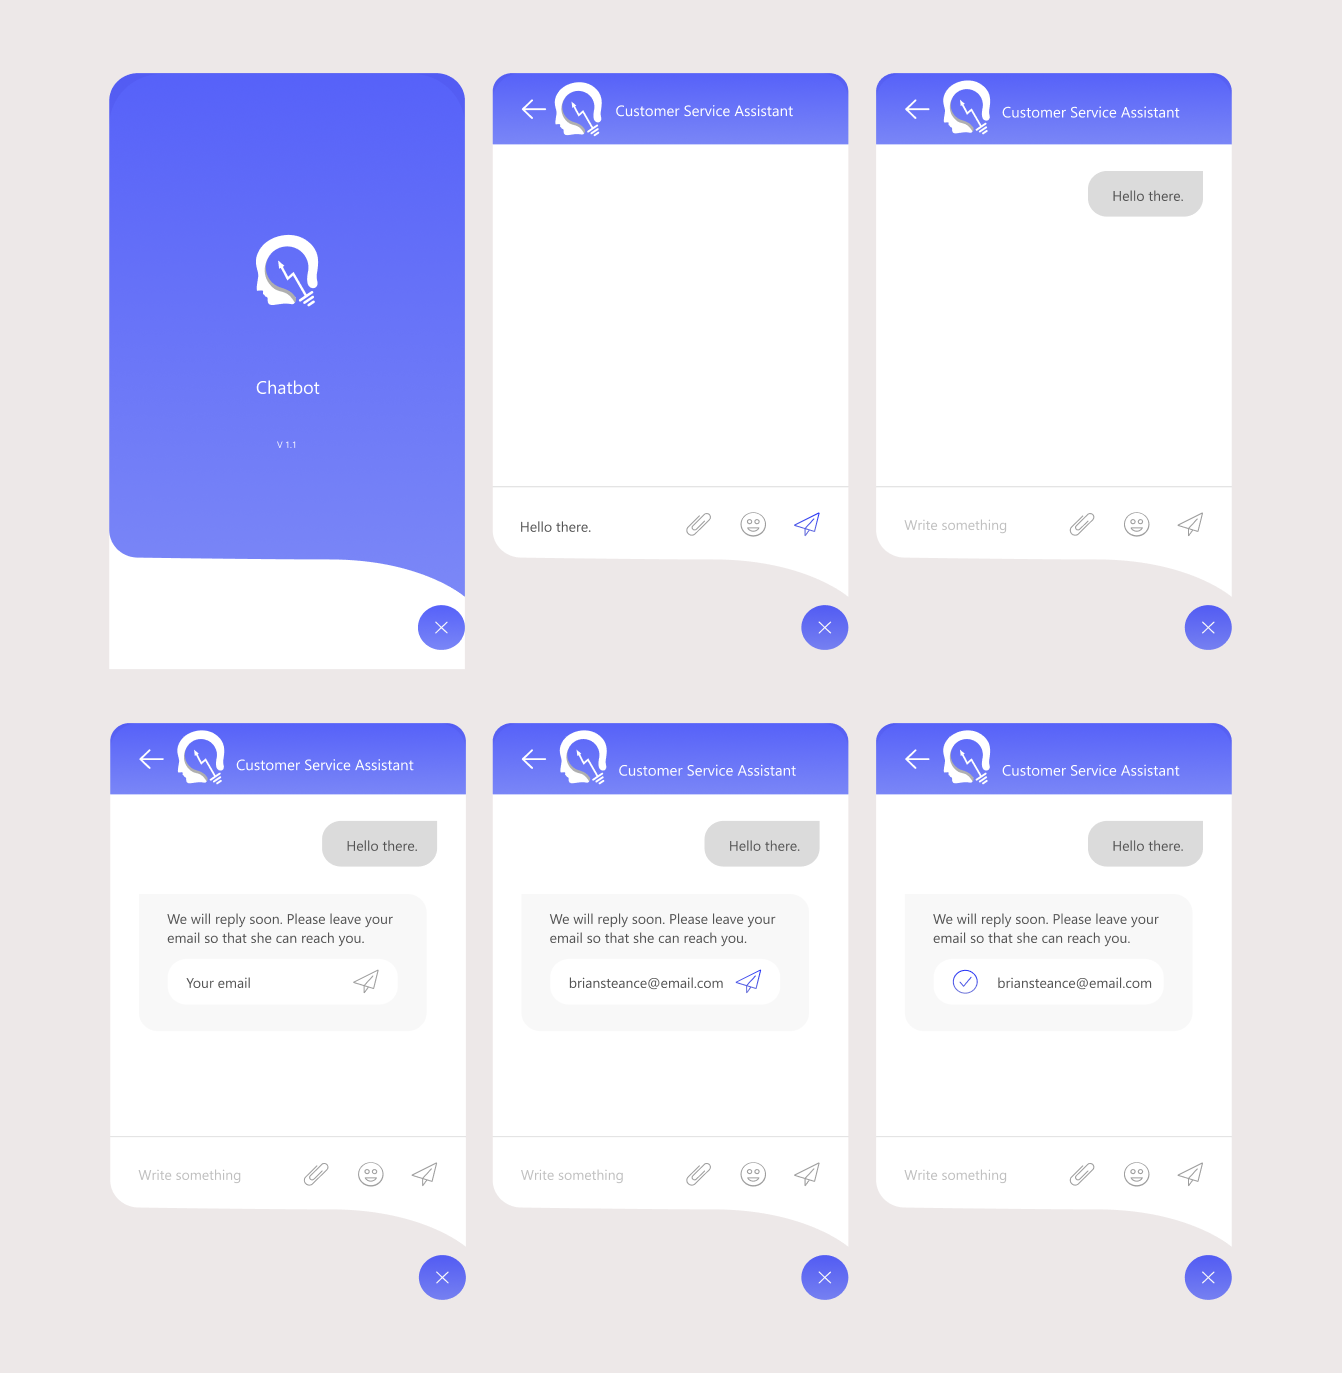 Chatbot
V 1.1
Customer Service Assistant
Hello there.
Customer Service Assistant
Hello there.
Write something
Customer Service Assistant
Hello there.
We will reply soon. Please leave your
email so that she can reach you.
Your email
Write something
Customer Service Assistant
Hello there.
We will reply soon. Please leave your
email so that she can reach you.
briansteance@email.com
Write something
Customer Service Assistant
Hello there.
We will reply soon. Please leave your
email so that she can reach you.
briansteance@email.com
Write something